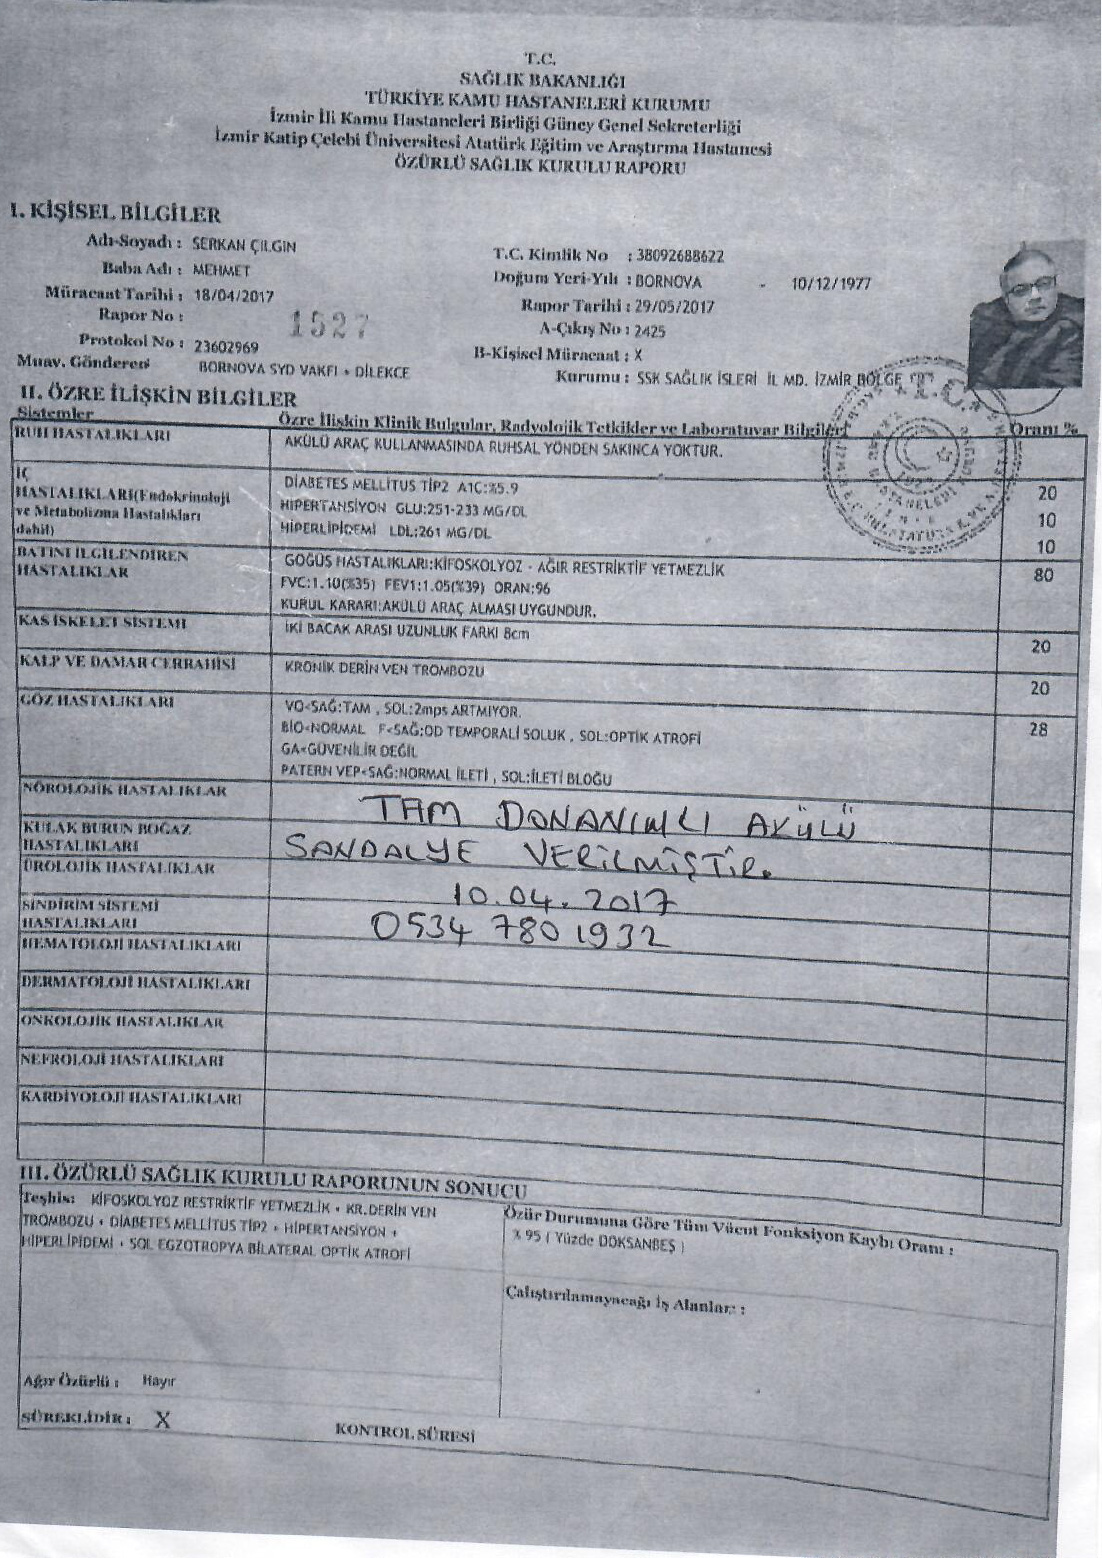 T.C.
SAĞLIK BAKANLIĞI
TÜRKİYE KAMU HASTANELERİ KURUMU
İzmir İli Kamu Hastaneleri Birliği Güney Genel Sekreterliği
İzmir Katip Çelebi Üniversitesi Atatürk Eğitim ve Araştırma Hastanesi
ÖZÜRLÜ SAĞLIK KURULU RAPORU
I. KİŞİSEL BİLGİLER
Adı-Soyadı : SERKAN ÇILGIN
T.C. Kimlik No : 38092688622
Baba Adı : MEHMET
Doğum Yeri-Yılı : BORNOVA - 10/12/1977
Müracaat Tarihi : 18/04/2017
Rapor Tarihi : 29/05/2017
Rapor No : 1527
A-Çıkış No : 2425
Protokol No : 23602969
B-Kişisel Müracaat : X
Muay. Gönderen BORNOVA SYD VAKFI + DİLEKCE
Kurumu : SSK SAĞLIK İSLERİ İL MD. İZMİR BÖLGE
II. ÖZRE İLİŞKİN BİLGİLER
Sistemler Özre İlişkin Klinik Bulgular, Radyolojik Tetkikler ve Laboratuvar Bilgileri Oranı %
RUH HASTALIKLARI AKÜLÜ ARAÇ KULLANMASINDA RUHSAL YÖNDEN SAKINCA YOKTUR.
İÇ
HASTALIKLARI(Endokrinoloji
ve Metabolizma Hastalıkları
dahil)
DİABETES MELLİTUS TİP2 A1C:%5.9 20
HİPERTANSİYON GLU:251-233 MG/DL 10
HİPERLİPİDEMİ LDL:261 MG/DL 10
BATINI İLGİLENDİREN
HASTALIKLAR
GOĞÜS HASTALIKLARI:KİFOSKOLYOZ - AĞIR RESTRİKTİF YETMEZLİK 80
FVC:1.10(%35) FEV1:1.05(%39) ORAN:96
KURUL KARARI:AKÜLÜ ARAÇ ALMASI UYGUNDUR.
KAS İSKELET SİSTEMİ İKİ BACAK ARASI UZUNLUK FARKI 8cm 20
KALP VE DAMAR CERRAHİSİ KRONİK DERİN VEN TROMBOZU 20
GÖZ HASTALIKLARI VO<SAĞ:TAM , SOL:2mps ARTMIYOR. 28
BİO<NORMAL F<SAĞ:OD TEMPORALİ SOLUK , SOL:OPTİK ATROFİ
GA<GÜVENİLİR DEĞİL
PATERN VEP<SAĞ:NORMAL İLETİ , SOL:İLETİ BLOĞU
NÖROLOJİK HASTALIKLAR
TAM DONANIMLI AKÜLÜ
KULAK BURUN BOĞAZ
HASTALIKLARI
SANDALYE VERİLMİŞTİR.
ÜROLOJİK HASTALIKLAR
10.04.2017
SİNDİRİM SİSTEMİ
HASTALIKLARI
0534 780 1932
HEMATOLOJİ HASTALIKLARI
DERMATOLOJİ HASTALIKLARI
ONKOLOJİK HASTALIKLAR
NEFROLOJİ HASTALIKLARI
KARDİYOLOJİ HASTALIKLARI
III. ÖZÜRLÜ SAĞLIK KURULU RAPORUNUN SONUCU
Teşhis: KİFOSKOLYOZ RESTRİKTİF YETMEZLİK + KR.DERİN VEN
TROMBOZU + DİABETES MELLİTUS TİP2 + HİPERTANSİYON +
HİPERLİPİDEMİ + SOL EGZOTROPYA BİLATERAL OPTİK ATROFİ
Özür Durumuna Göre Tüm Vücut Fonksiyon Kaybı Oranı :
% 95 ( Yüzde DOKSANBEŞ )
Çalıştırılamayacağı İş Alanları :
Ağır Özürlü : Hayır
SÜREKLİDİR : X
KONTROL SÜRESİ